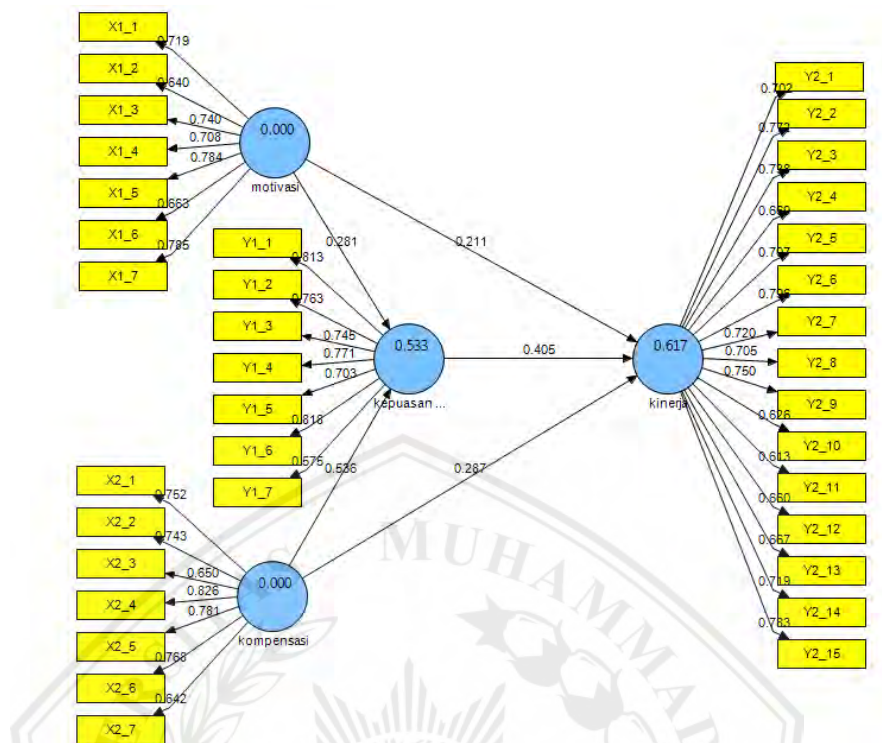 X1_1
0.719
X1_2
0.640
X1_3
0.740
X1_4
0.708
X1_5
0.784
X1_6
0.663
X1_7
0.785
0.000
motivasi
0.281
0.211
Y1_1
0.813
Y1_2
0.763
Y1_3
0.745
Y1_4
0.771
Y1_5
0.703
Y1_6
0.818
Y1_7
0.575
0.533
kepuasan ...
0.405
0.536
0.287
X2_1
0.752
X2_2
0.743
X2_3
0.650
X2_4
0.826
X2_5
0.781
X2_6
0.768
X2_7
0.642
0.000
kompensasi
0.617
kinerja
Y2_1
0.702
Y2_2
Y2_3
Y2_4
Y2_5
Y2_6
Y2_7
0.720
Y2_8
0.705
Y2_9
0.750
Y2_10
0.626
Y2_11
0.613
Y2_12
0.660
Y2_13
0.667
Y2_14
0.719
Y2_15
MUHAMMAD